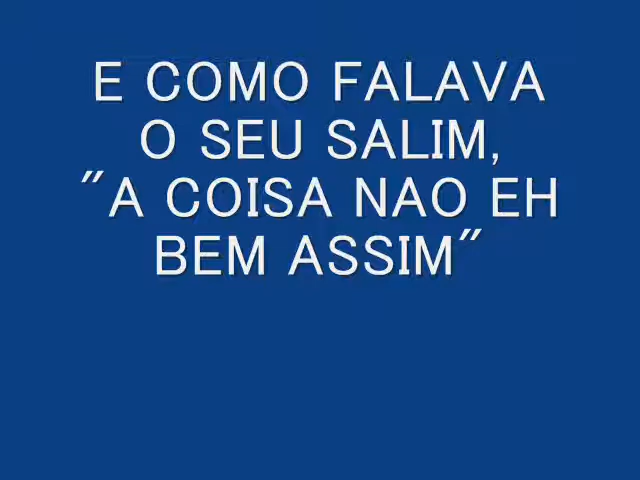 E COMO FALAVA
O SEU SALIM,
"A COISA NAO EH
BEM ASSIM"